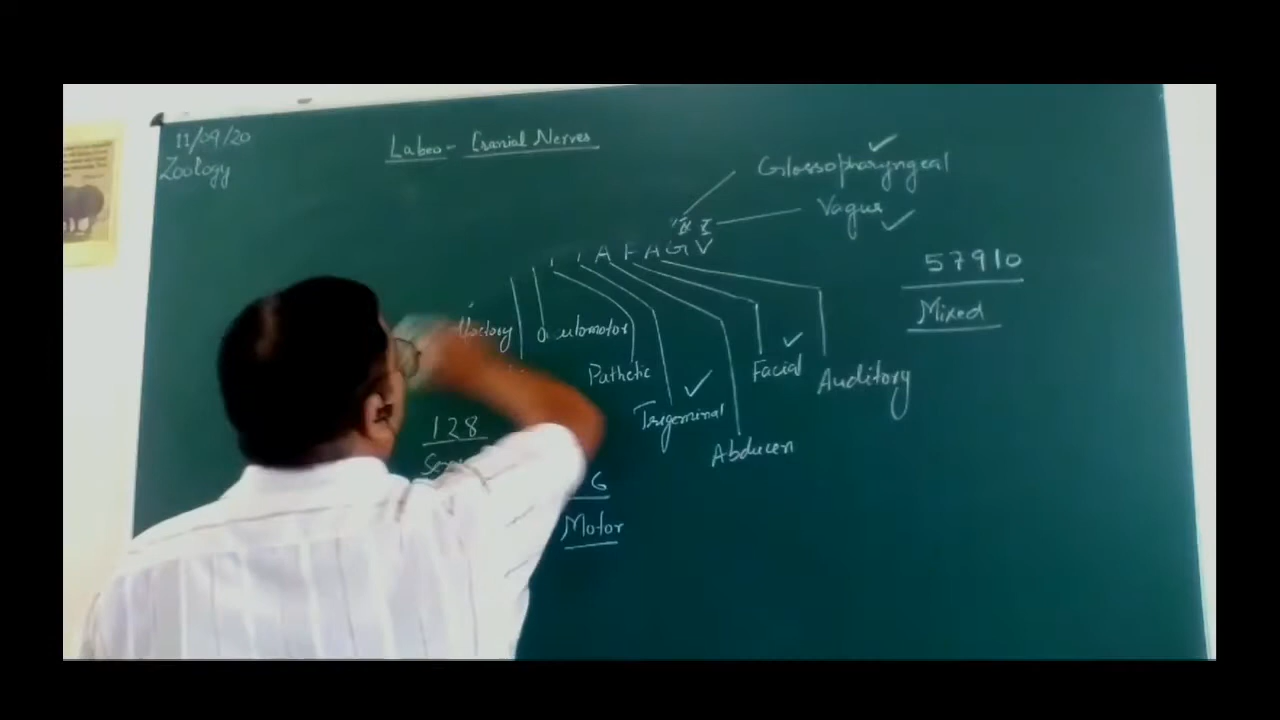 11/09/20
Zoology
Labeo - Cranial Nerves
Glossopharyngeal
Vagus
A F A G V
57910
Mixed
Pathetic
Trigeminal
Abducen
Facial
Auditory
128
6
Motor